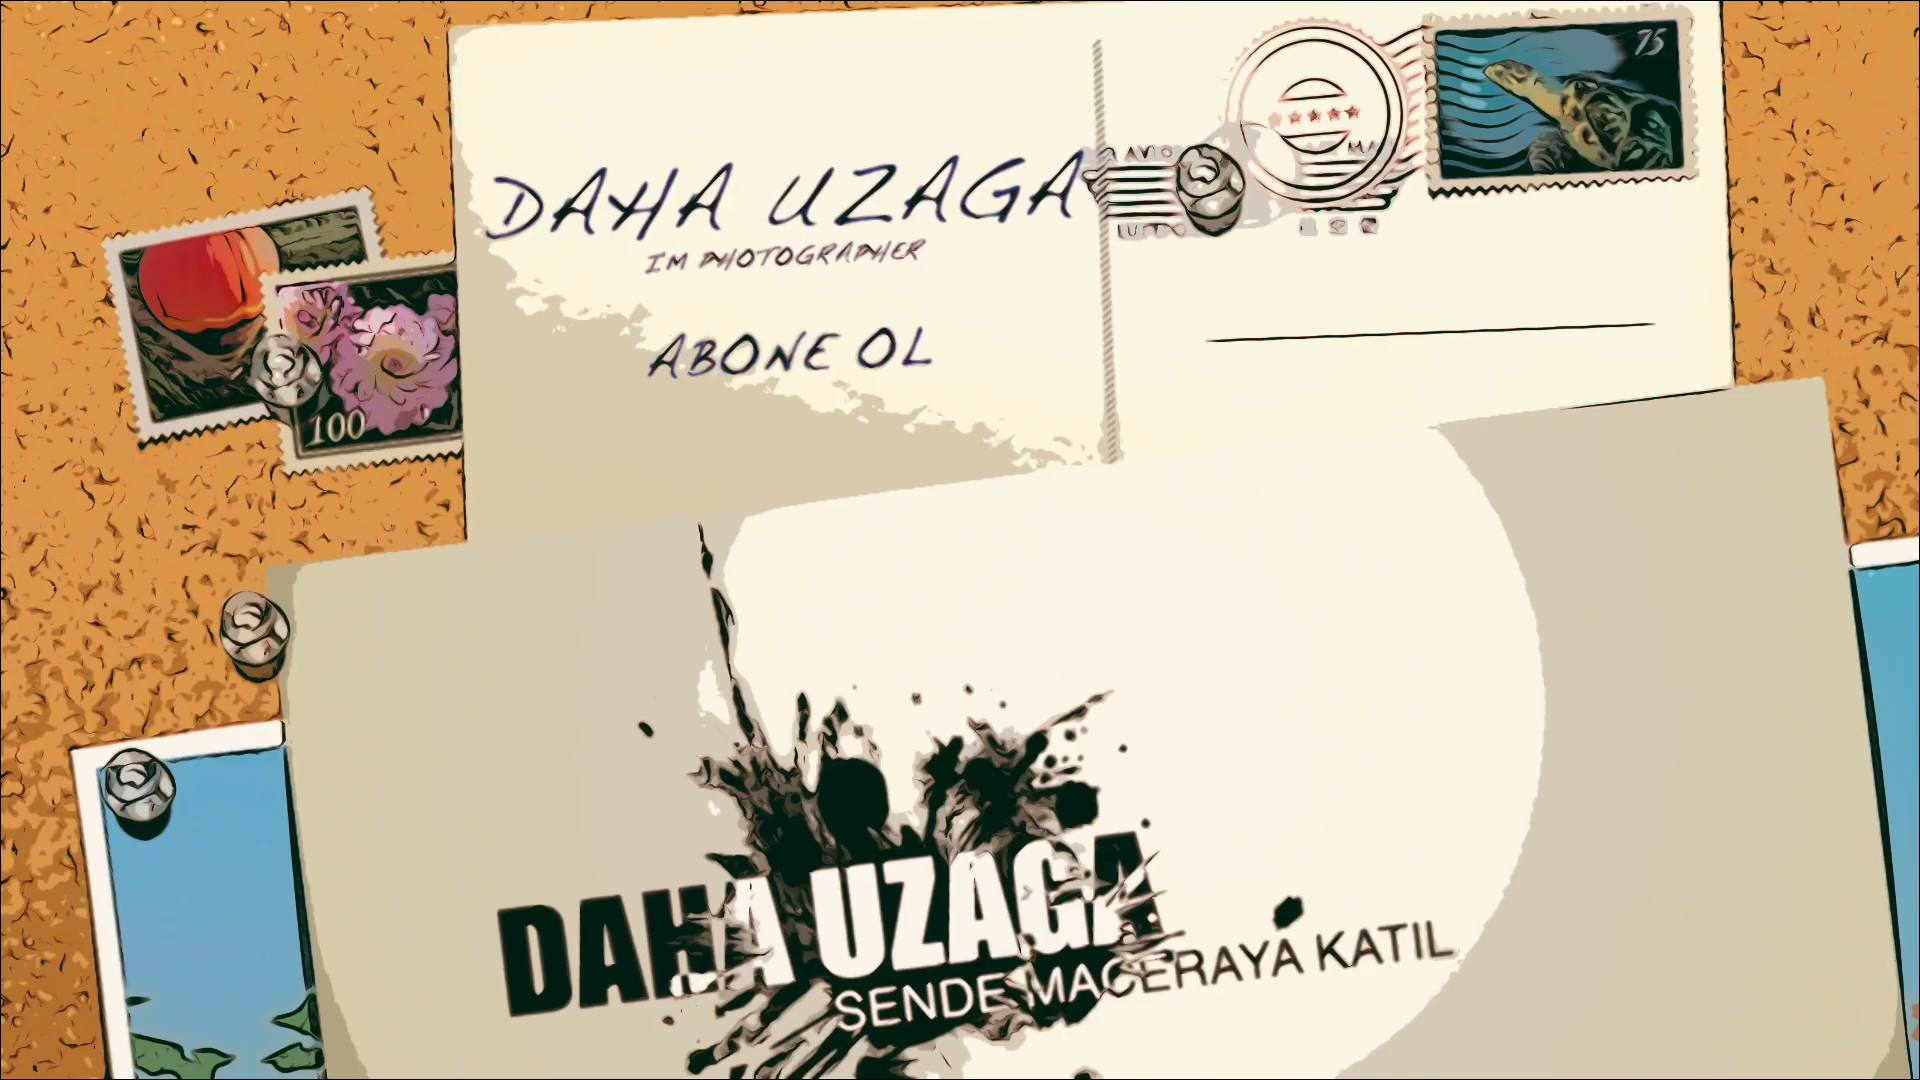 75
DAHA UZAGA
IM PHOTOGRAPHER
ABONE OL
100
DAHA UZAGA
SENDE MACERAYA KATIL